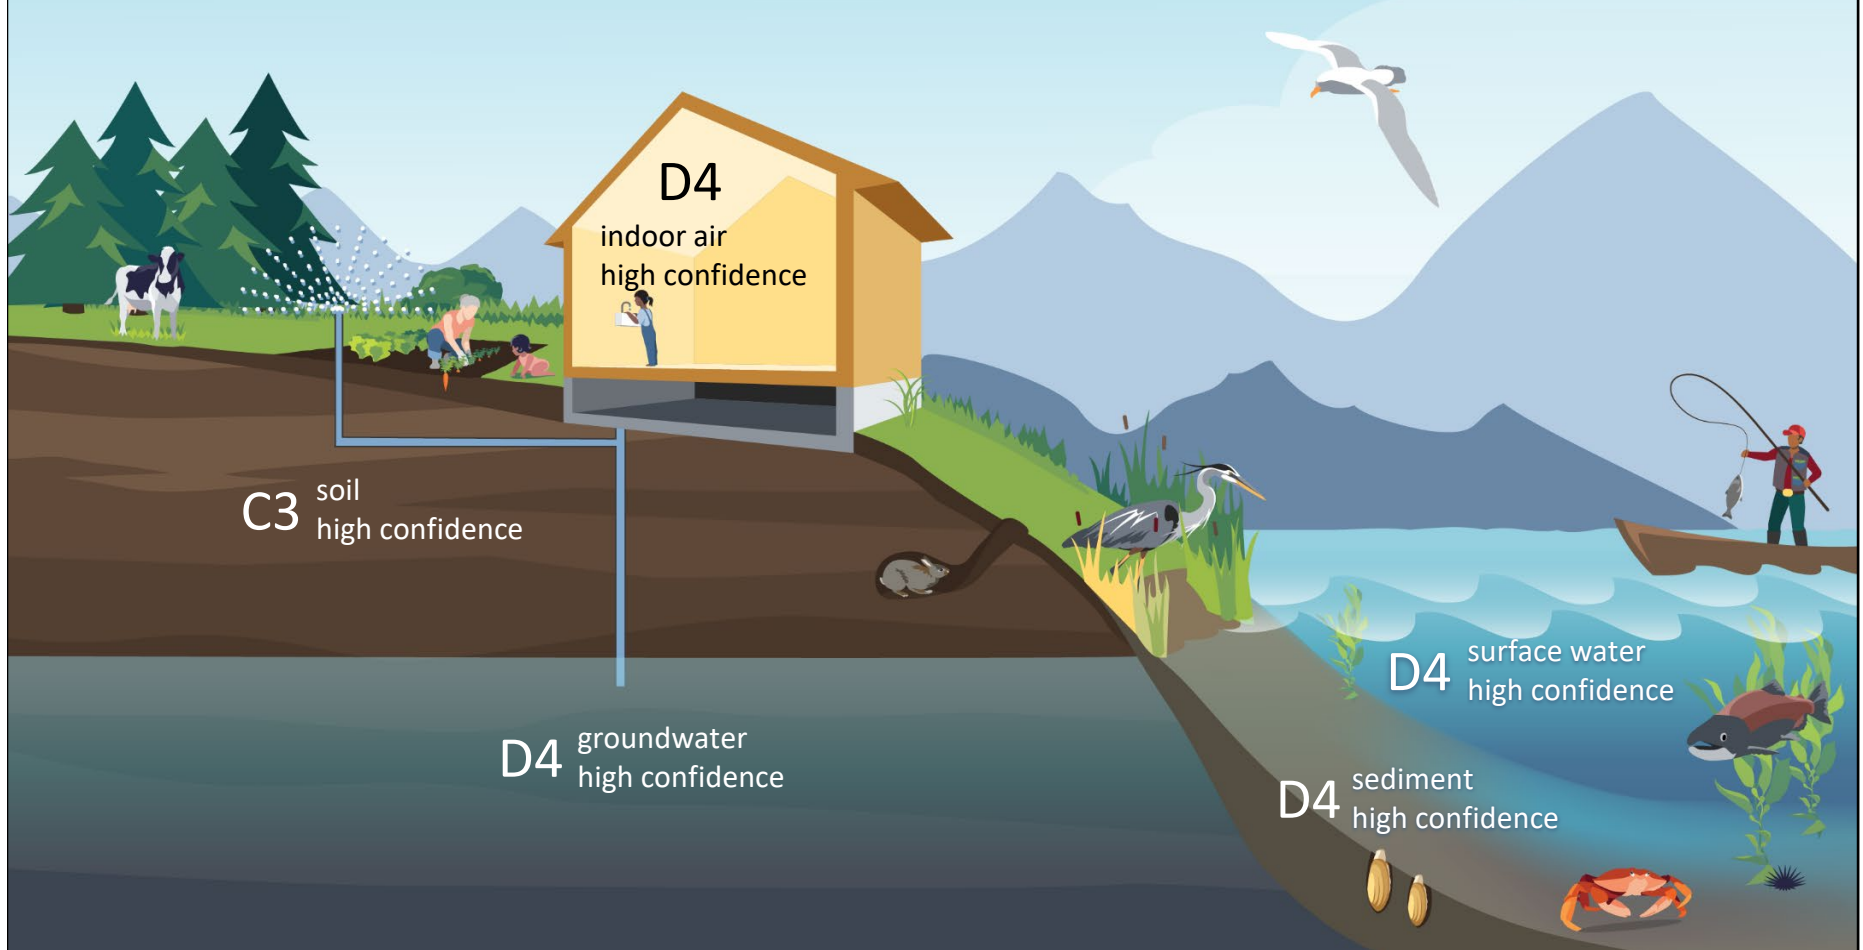 D4
indoor air
high confidence
C3
soil
high confidence
D4
surface water
high confidence
D4
groundwater
high confidence
D4
sediment
high confidence